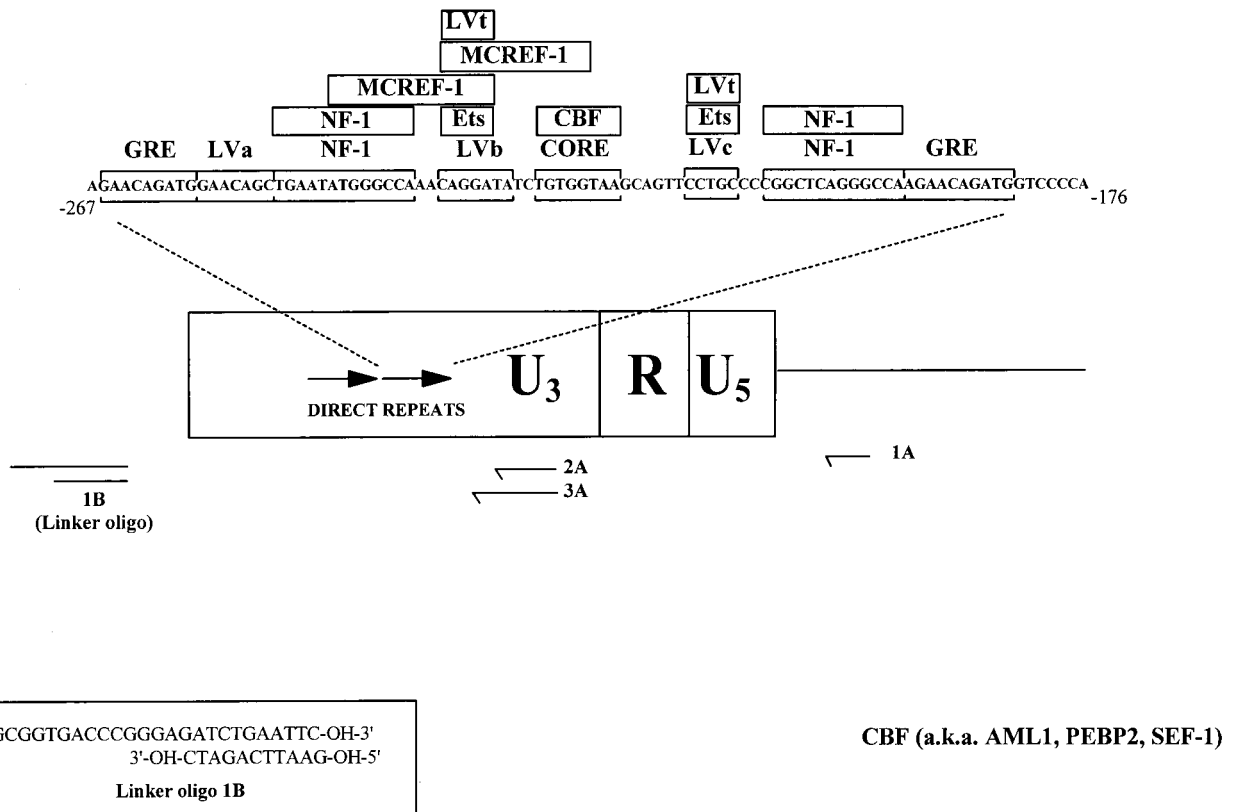 LVt
MCREF-1
MCREF-1 LVt
NF-1 Ets CBF Ets NF-1
GRE LVa NF-1 LVb CORE LVc NF-1 GRE
AGAACAGATGGAACAGCTGAATATGGGCCAAACAGGATATCTGTGGTAAGCAGTTCCTGCCCCGGCTCAGGGCCAAGAACAGATGGTCCCCA
-267 -176
U3 R U5
DIRECT REPEATS
1A
2A
3A
1B
(Linker oligo)
GCGGTGACCCGGGAGATCTGAATTC-OH-3'
3'-OH-CTAGACTTAAG-OH-5'
Linker oligo 1B
CBF (a.k.a. AML1, PEBP2, SEF-1)